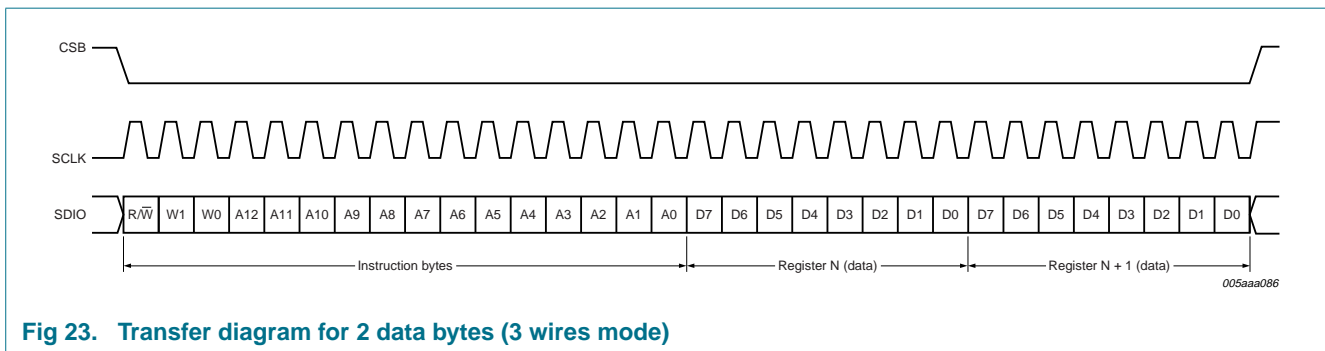 CSB
SCLK
SDIO R/W̅ W1 W0 A12 A11 A10 A9 A8 A7 A6 A5 A4 A3 A2 A1 A0 D7 D6 D5 D4 D3 D2 D1 D0 D7 D6 D5 D4 D3 D2 D1 D0
Instruction bytes Register N (data) Register N + 1 (data)
005aaa086
Fig 23. Transfer diagram for 2 data bytes (3 wires mode)